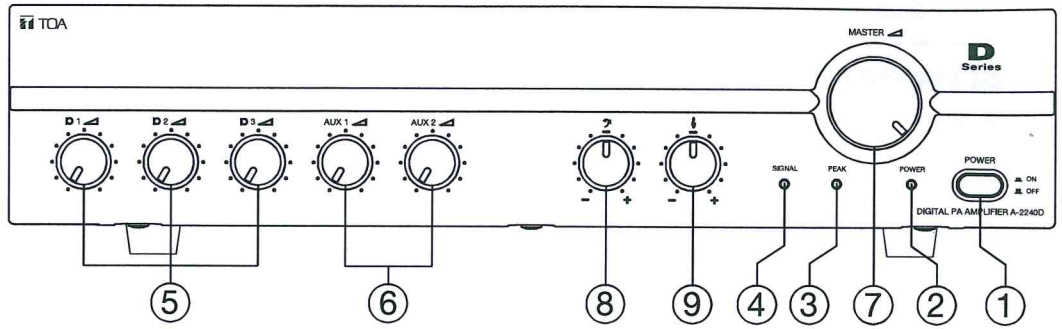 TOA
MASTER
D
Series
D 1
D 2
D 3
AUX 1
AUX 2
- +
- +
SIGNAL
PEAK
POWER
POWER
ON
OFF
DIGITAL PA AMPLIFIER A-2240D
5
6
8
9
4
3
7
2
1